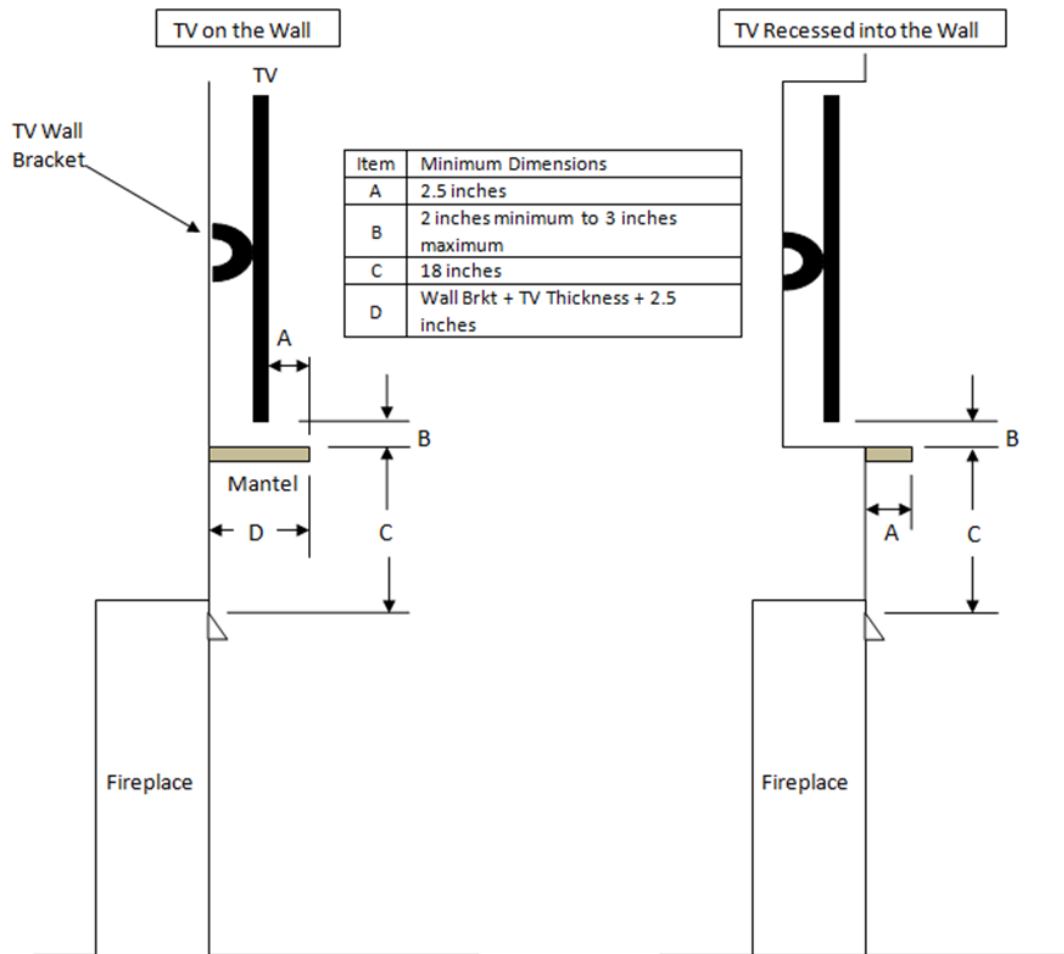 TV on the Wall
TV Recessed into the Wall
TV
TV Wall
Bracket
Item Minimum Dimensions
A 2.5 inches
B 2 inches minimum to 3 inches
maximum
C 18 inches
D Wall Brkt + TV Thickness + 2.5
inches
A
B
Mantel
D
C
Fireplace
B
A
C
Fireplace